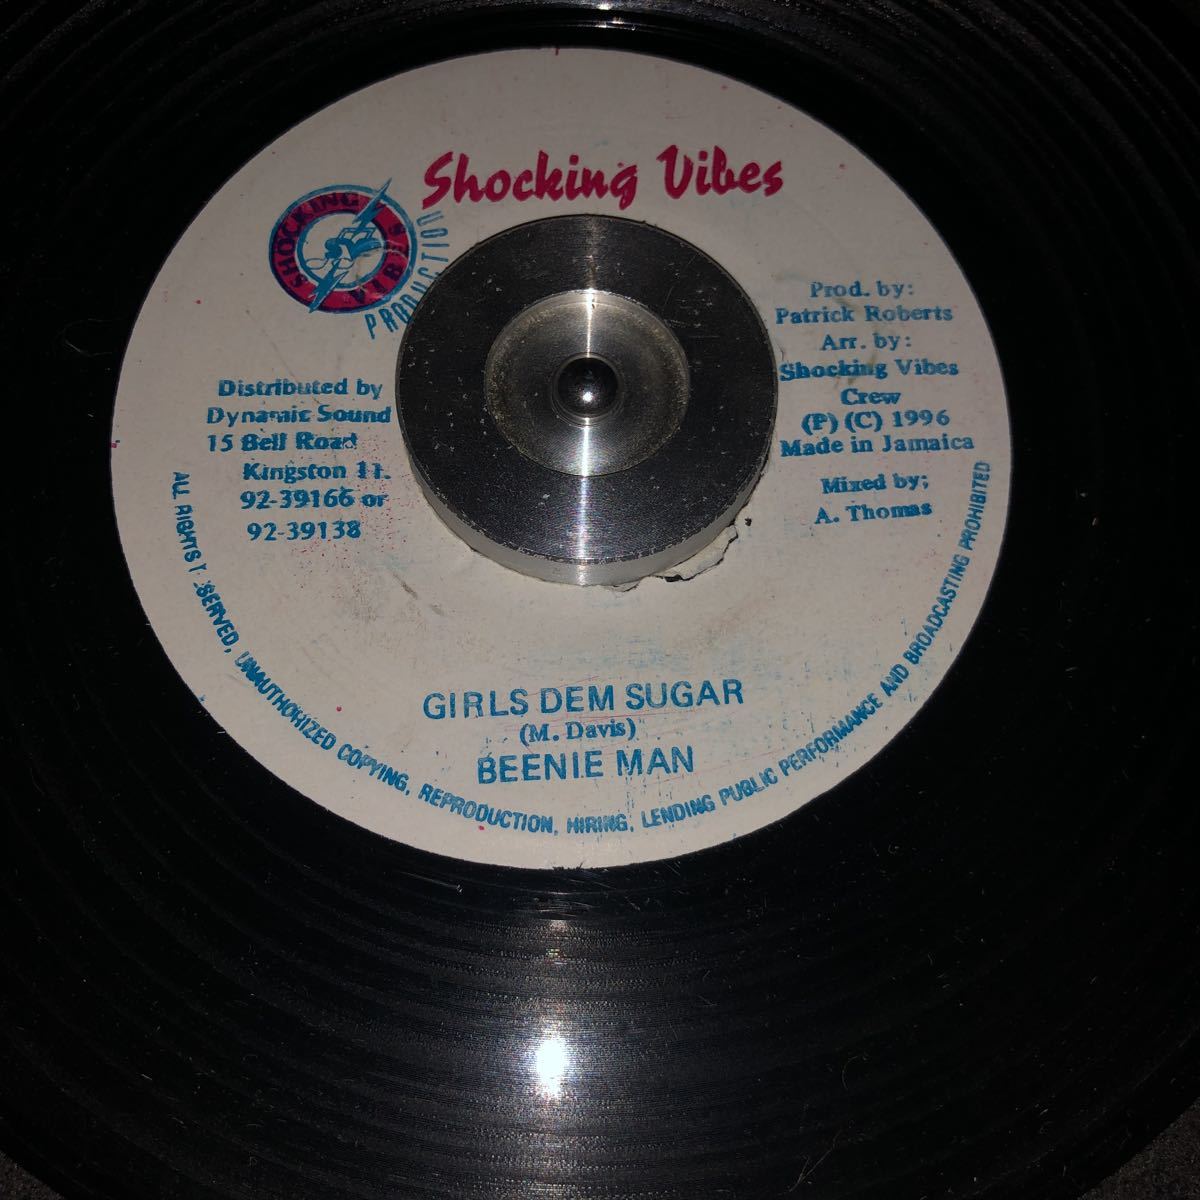 Shocking Vibes
SHOCKING VIBES
PRODUCTION
Prod. by:
Patrick Roberts
Arr. by:
Shocking Vibes
Crew
(P) (C) 1996
Made in Jamaica
Mixed by;
A. Thomas
Distributed by
Dynamic Sound
15 Bell Road
Kingston 11.
92-39166 or
92-39138
GIRLS DEM SUGAR
(M. Davis)
BEENIE MAN
ALL RIGHTS RESERVED, UNAUTHORIZED COPYING, REPRODUCTION, HIRING, LENDING PUBLIC PERFORMANCE AND BROADCASTING PROHIBITED